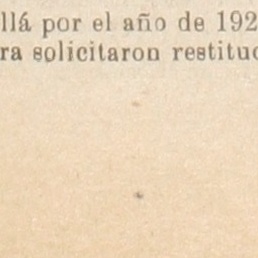 llá por el año de 192
ra solicitaron restituc